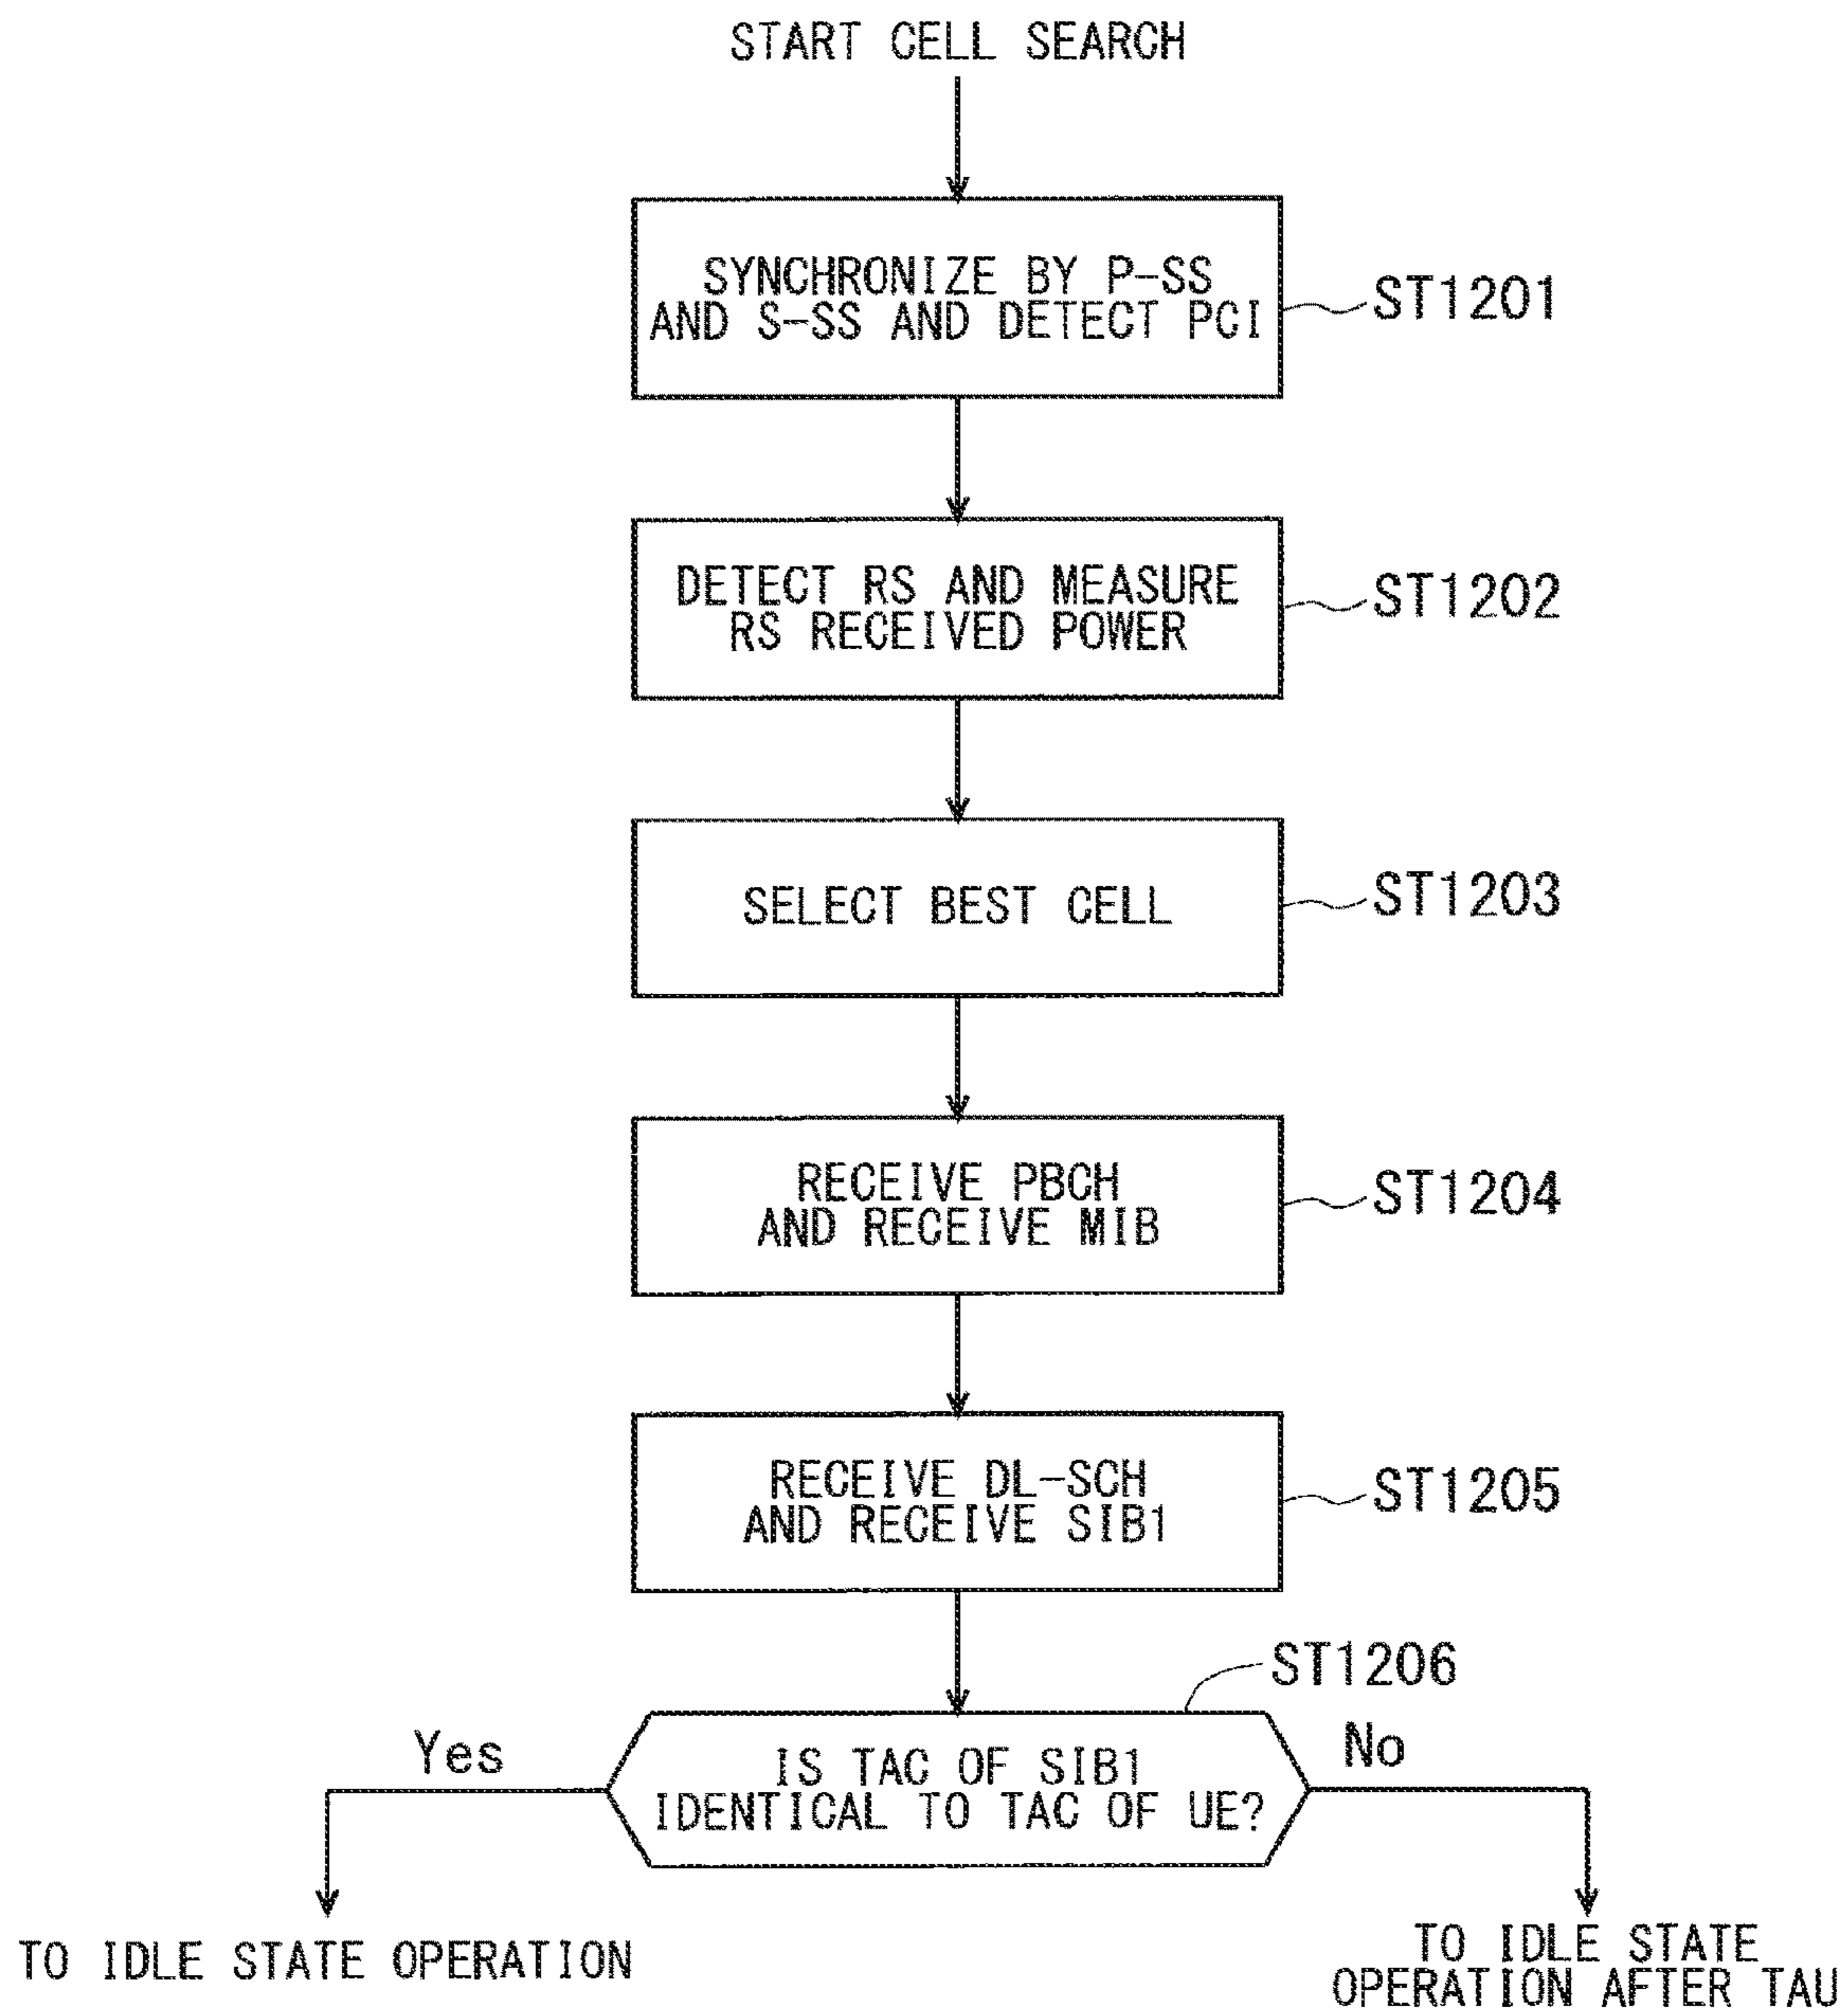 START CELL SEARCH
SYNCHRONIZE BY P-SS
AND S-SS AND DETECT PCI
ST1201
DETECT RS AND MEASURE
RS RECEIVED POWER
ST1202
SELECT BEST CELL
ST1203
RECEIVE PBCH
AND RECEIVE MIB
ST1204
RECEIVE DL-SCH
AND RECEIVE SIB1
ST1205
ST1206
Yes
IS TAC OF SIB1
IDENTICAL TO TAC OF UE?
No
TO IDLE STATE OPERATION
TO IDLE STATE
OPERATION AFTER TAU